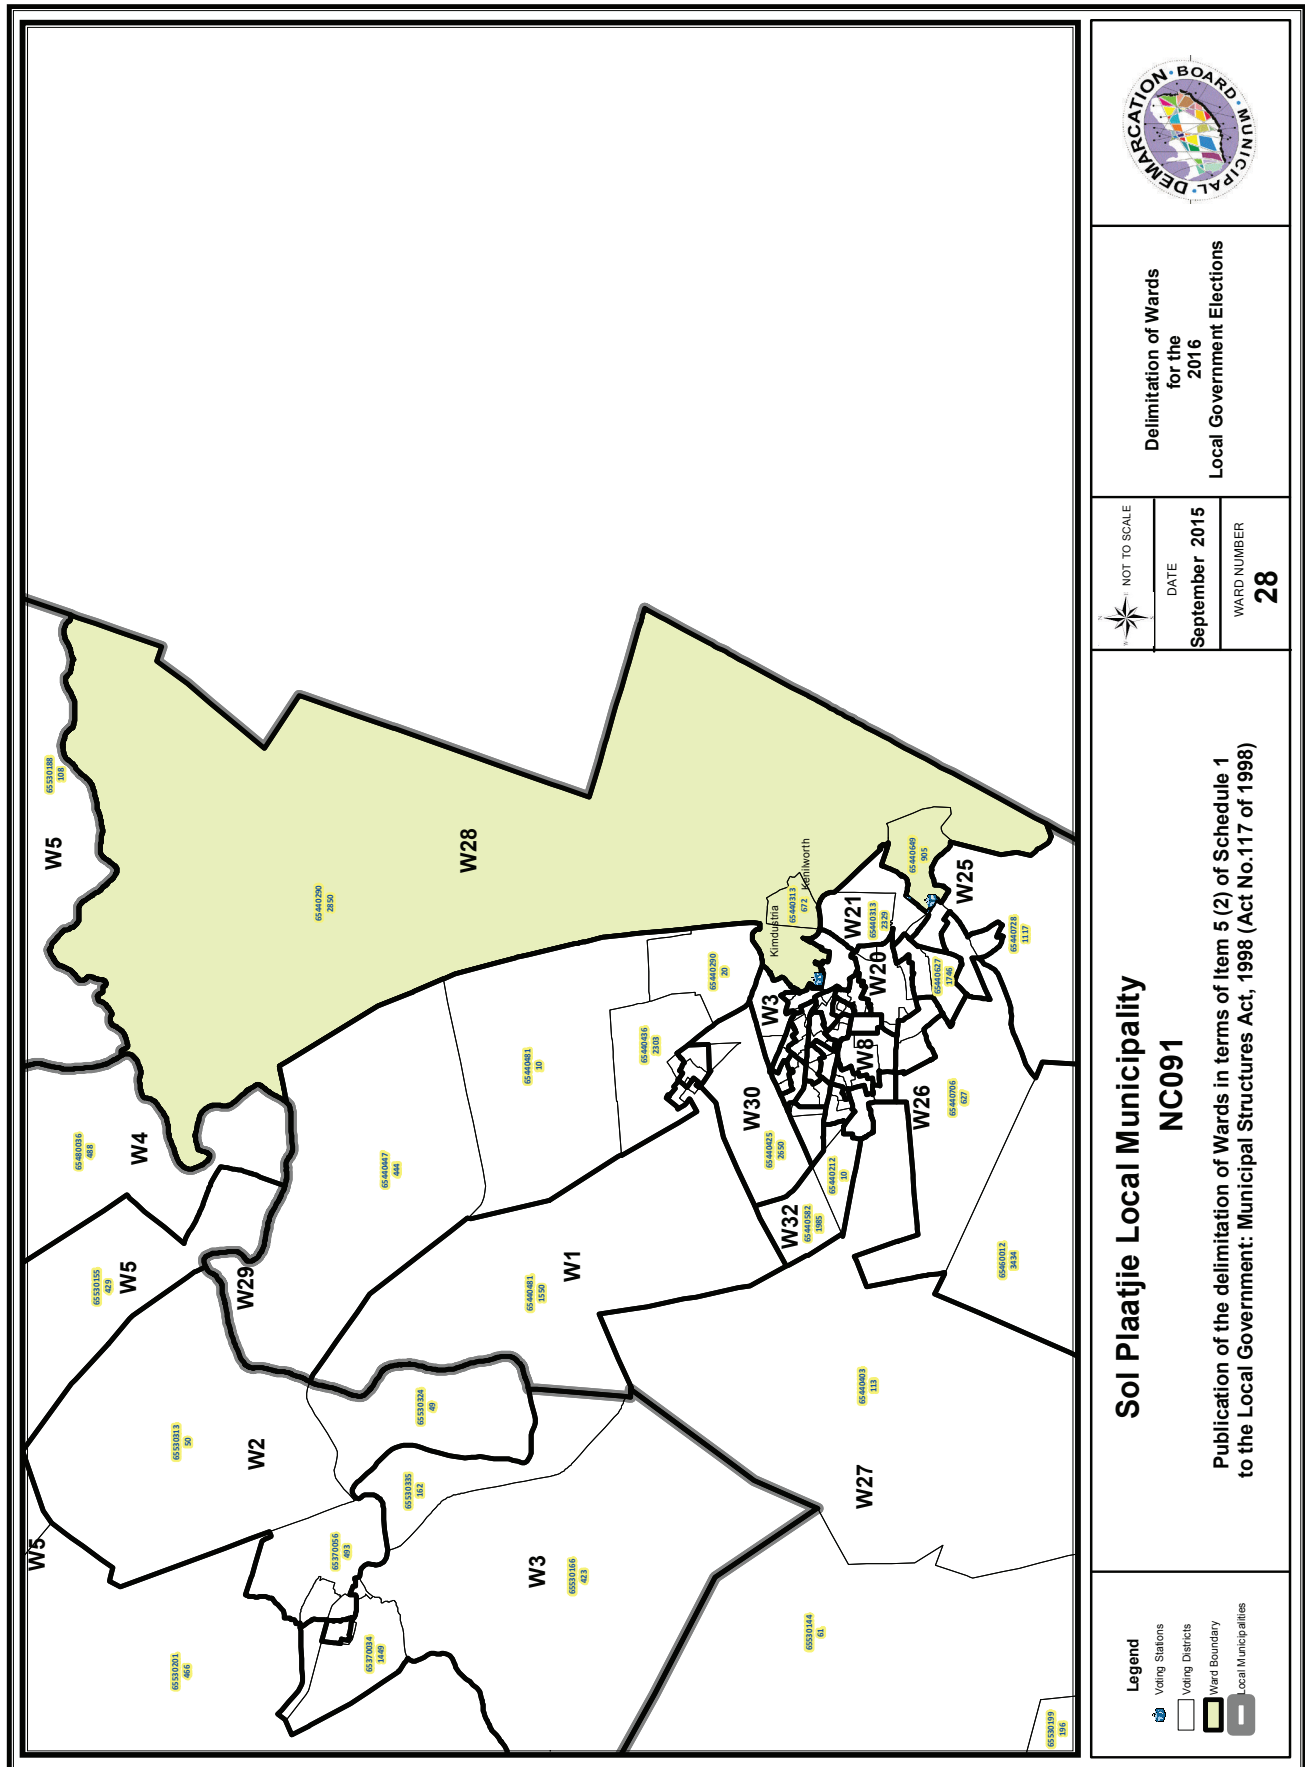 W5
W5
W5
W4
W29
W2
W28
W1
W3
W30
W3
W32
W21
W20
W8
W26
W25
W27
Kimdustria
Kenilworth
65530188
108
65440290
2850
65480036
488
65530155
429
65530313
50
65530201
466
65440447
444
65440481
10
65440481
1550
65440436
2303
65440290
20
65440313
672
65440313
2329
65440649
905
65440728
1117
65440627
1746
65440706
627
65440425
2650
65440212
10
65440582
1985
65460012
3434
65440403
113
65530324
49
65530335
162
65370056
493
65370034
1449
65530166
423
65530144
61
65530199
196
Legend
Voting Stations
Voting Districts
Ward Boundary
Local Municipalities
Sol Plaatjie Local Municipality
NC091
Publication of the delimitation of Wards in terms of Item 5 (2) of Schedule 1
to the Local Government: Municipal Structures Act, 1998 (Act No.117 of 1998)
NOT TO SCALE
DATE
September 2015
WARD NUMBER
28
Delimitation of Wards
for the
2016
Local Government Elections
MUNICIPAL • DEMARCATION • BOARD •